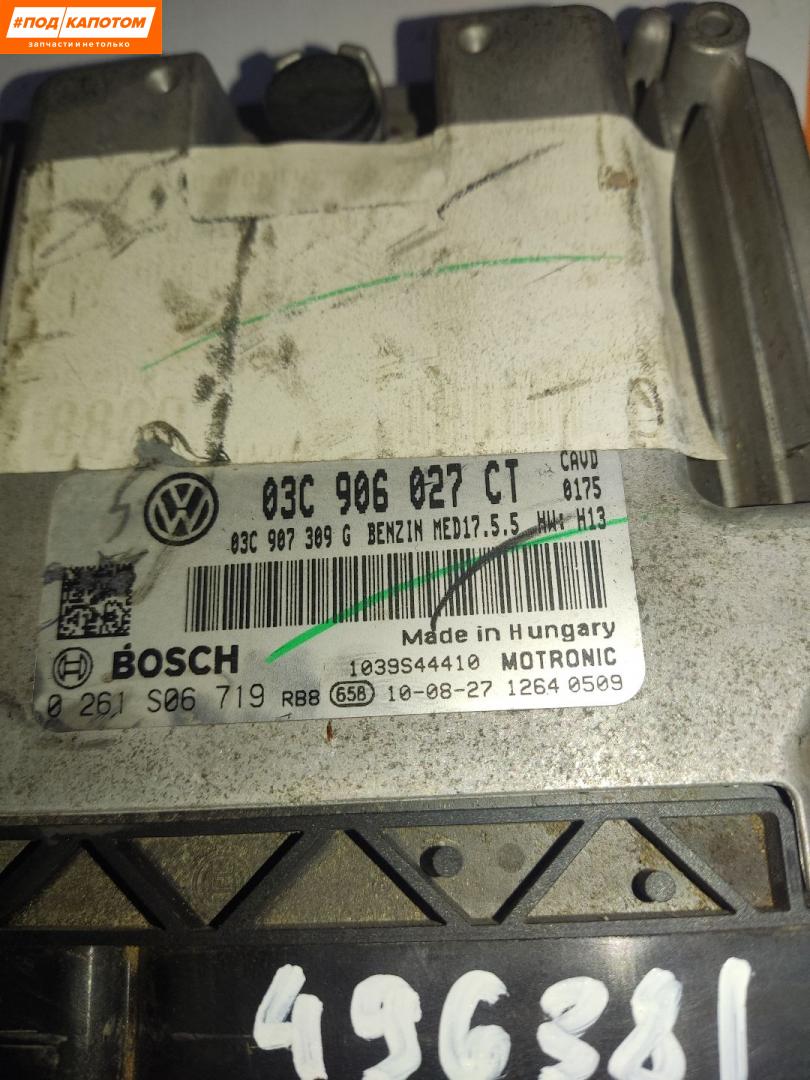 #ПОД КАПОТОМ
запчасти и не только
03C 906 027 CT
CAVD
0175
03C 907 309 G BENZIN MED17.5.5 HW: H13
Made in Hungary
BOSCH
1039S44410 MOTRONIC
0 261 S06 719 RB8 658 10-08-27 1264 0509
496381